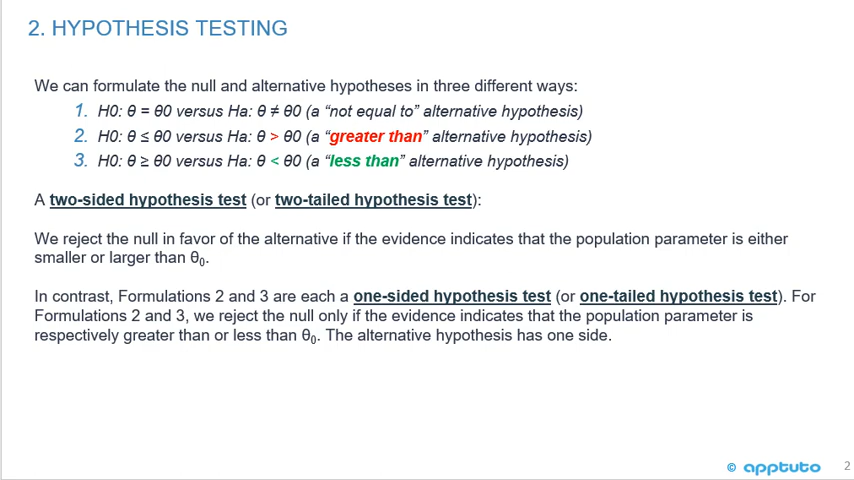 2. HYPOTHESIS TESTING
We can formulate the null and alternative hypotheses in three different ways:
1. H0: θ = θ0 versus Ha: θ ≠ θ0 (a “not equal to” alternative hypothesis)
2. H0: θ ≤ θ0 versus Ha: θ > θ0 (a “greater than” alternative hypothesis)
3. H0: θ ≥ θ0 versus Ha: θ < θ0 (a “less than” alternative hypothesis)
A two-sided hypothesis test (or two-tailed hypothesis test):
We reject the null in favor of the alternative if the evidence indicates that the population parameter is either
smaller or larger than θ₀.
In contrast, Formulations 2 and 3 are each a one-sided hypothesis test (or one-tailed hypothesis test). For
Formulations 2 and 3, we reject the null only if the evidence indicates that the population parameter is
respectively greater than or less than θ₀. The alternative hypothesis has one side.
© apptuto 2